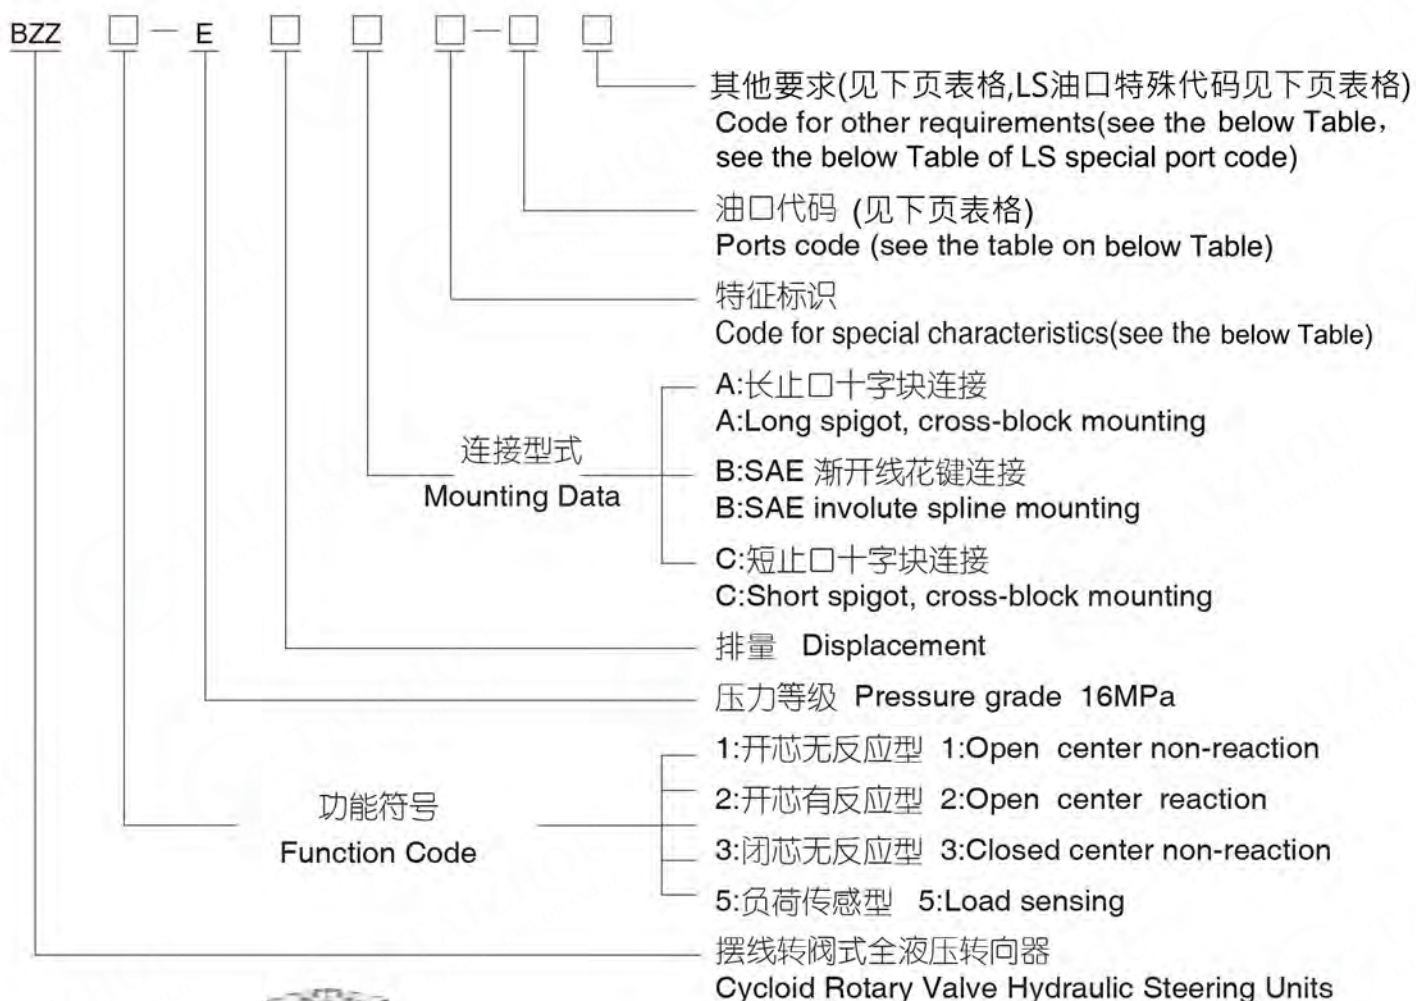 BZZ □ — E □ □ □ — □ □
其他要求(见下页表格,LS油口特殊代码见下页表格)
Code for other requirements(see the below Table,
see the below Table of LS special port code)
油口代码 (见下页表格)
Ports code (see the table on below Table)
特征标识
Code for special characteristics(see the below Table)
连接型式
Mounting Data
A:长止口十字块连接
A:Long spigot, cross-block mounting
B:SAE 渐开线花键连接
B:SAE involute spline mounting
C:短止口十字块连接
C:Short spigot, cross-block mounting
排量 Displacement
压力等级 Pressure grade 16MPa
功能符号
Function Code
1:开芯无反应型 1:Open center non-reaction
2:开芯有反应型 2:Open center reaction
3:闭芯无反应型 3:Closed center non-reaction
5:负荷传感型 5:Load sensing
摆线转阀式全液压转向器
Cycloid Rotary Valve Hydraulic Steering Units